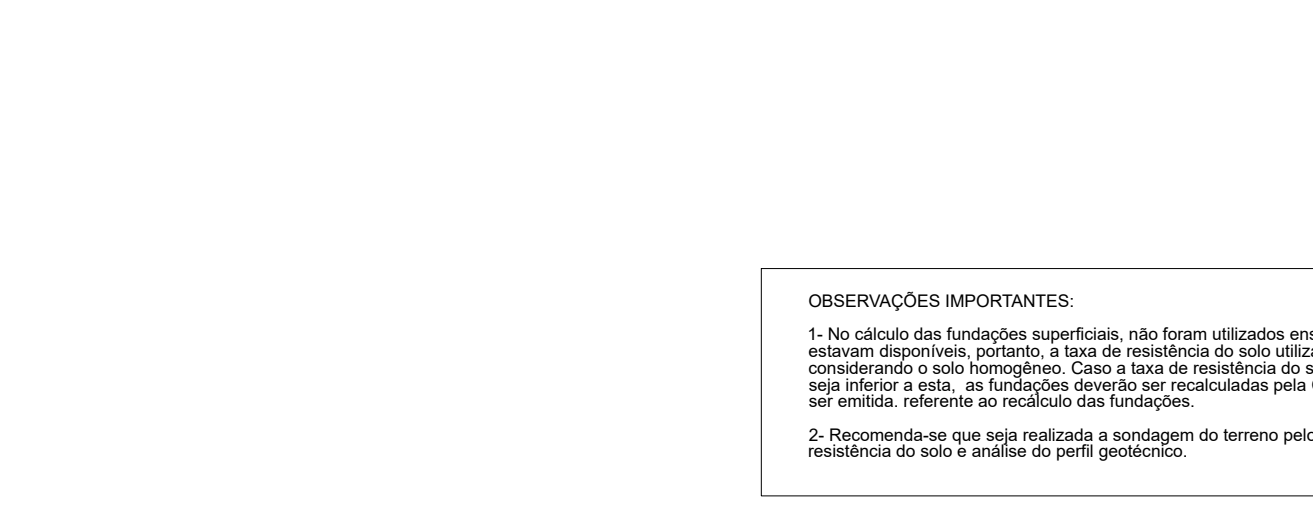 OBSERVAÇÕES IMPORTANTES:
1- No cálculo das fundações superficiais, não foram utilizados
estavam disponíveis, portanto, a taxa de resistência do solo
considerando o solo homogêneo. Caso a taxa de resistência do
seja inferior a esta, as fundações deverão ser recalculadas pela
ser emitida. referente ao recálculo das fundações.
2- Recomenda-se que seja realizada a sondagem do terreno
resistência do solo e análise do perfil geotécnico.